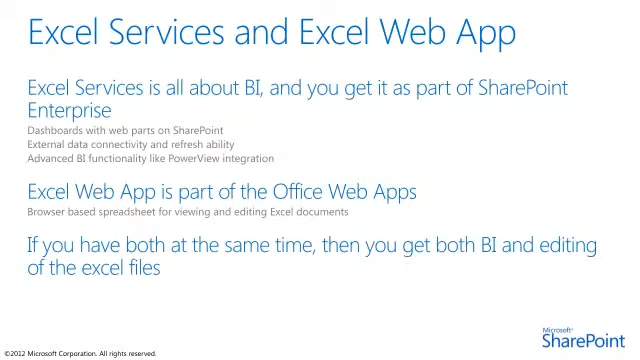 Excel Services and Excel Web App
Excel Services is all about BI, and you get it as part of SharePoint
Enterprise
Dashboards with web parts on SharePoint
External data connectivity and refresh ability
Advanced BI functionality like PowerView integration
Excel Web App is part of the Office Web Apps
Browser based spreadsheet for viewing and editing Excel documents
If you have both at the same time, then you get both BI and editing
of the excel files
Microsoft®
SharePoint
©2012 Microsoft Corporation. All rights reserved.